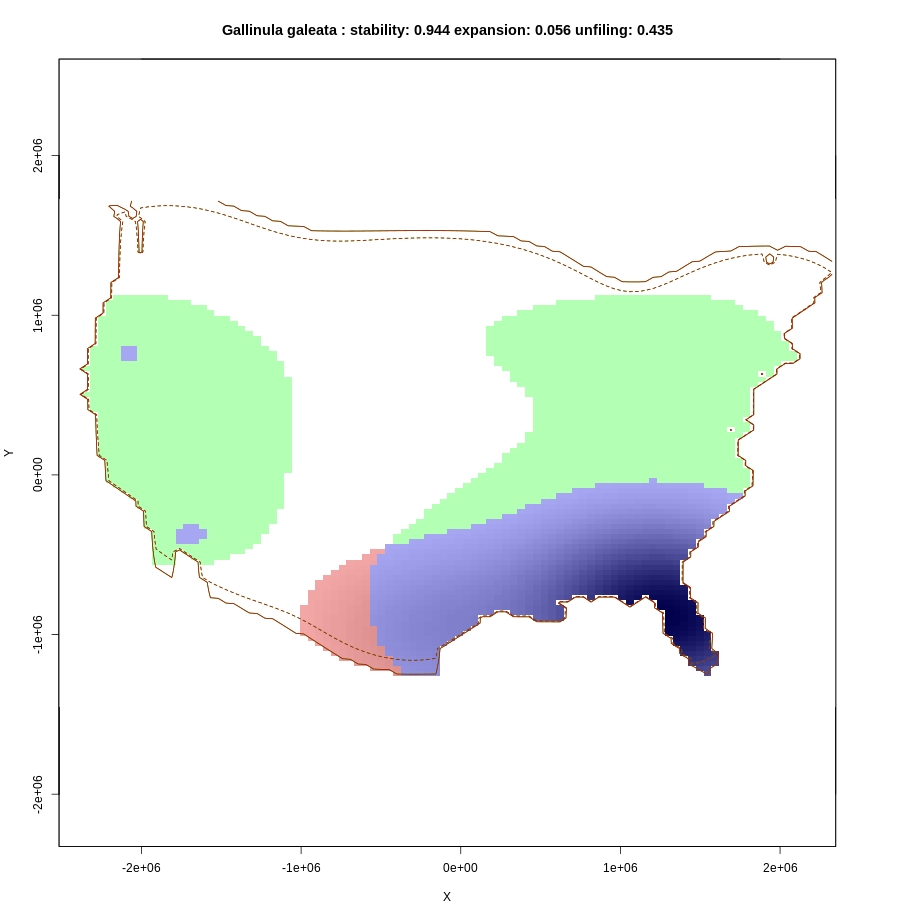 Gallinula galeata : stability: 0.944 expansion: 0.056 unfiling: 0.435
2e+06
1e+06
0e+00
-1e+06
-2e+06
Y
-2e+06 -1e+06 0e+00 1e+06 2e+06
X